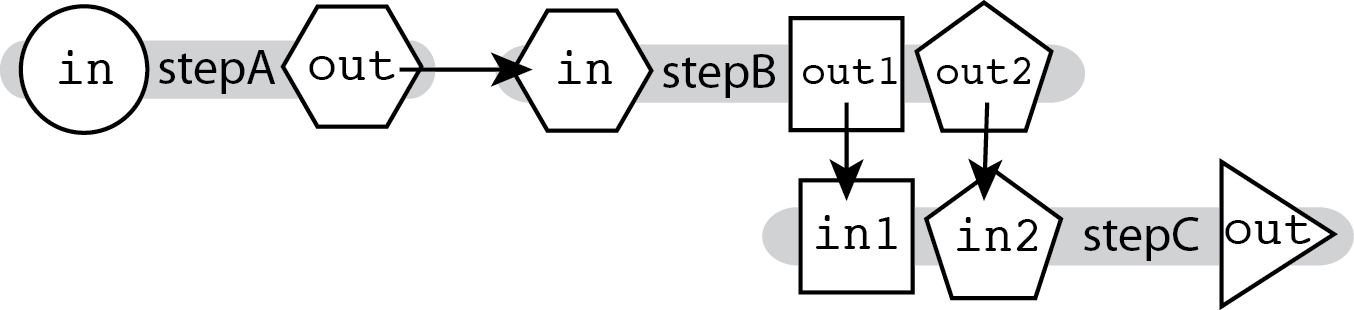 in stepA out in stepB out1 out2
in1 in2 stepC out